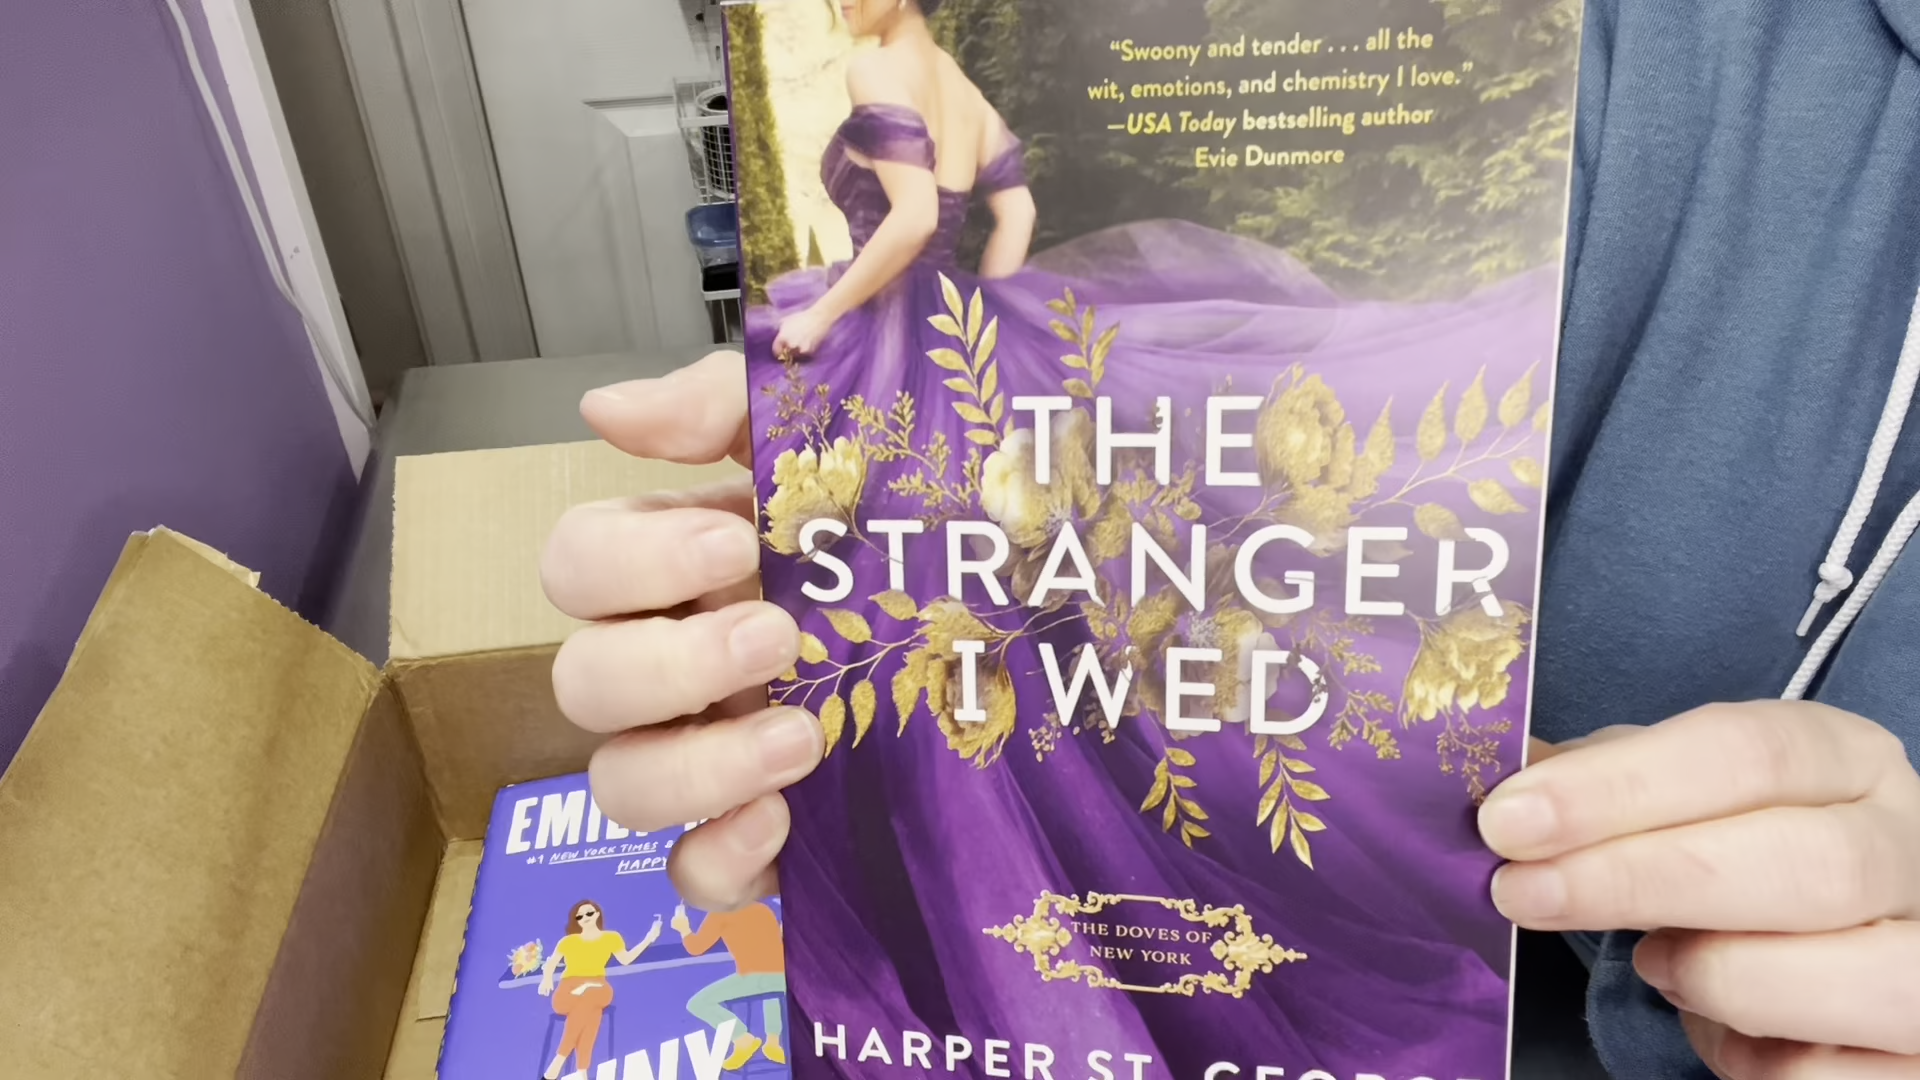 “Swoony and tender . . . all the
wit, emotions, and chemistry I love.”
—USA Today bestselling author
Evie Dunmore
THE
STRANGER
I WED
THE DOVES OF
NEW YORK
HARPER ST. GEORGE
#1 NEW YORK TIMES